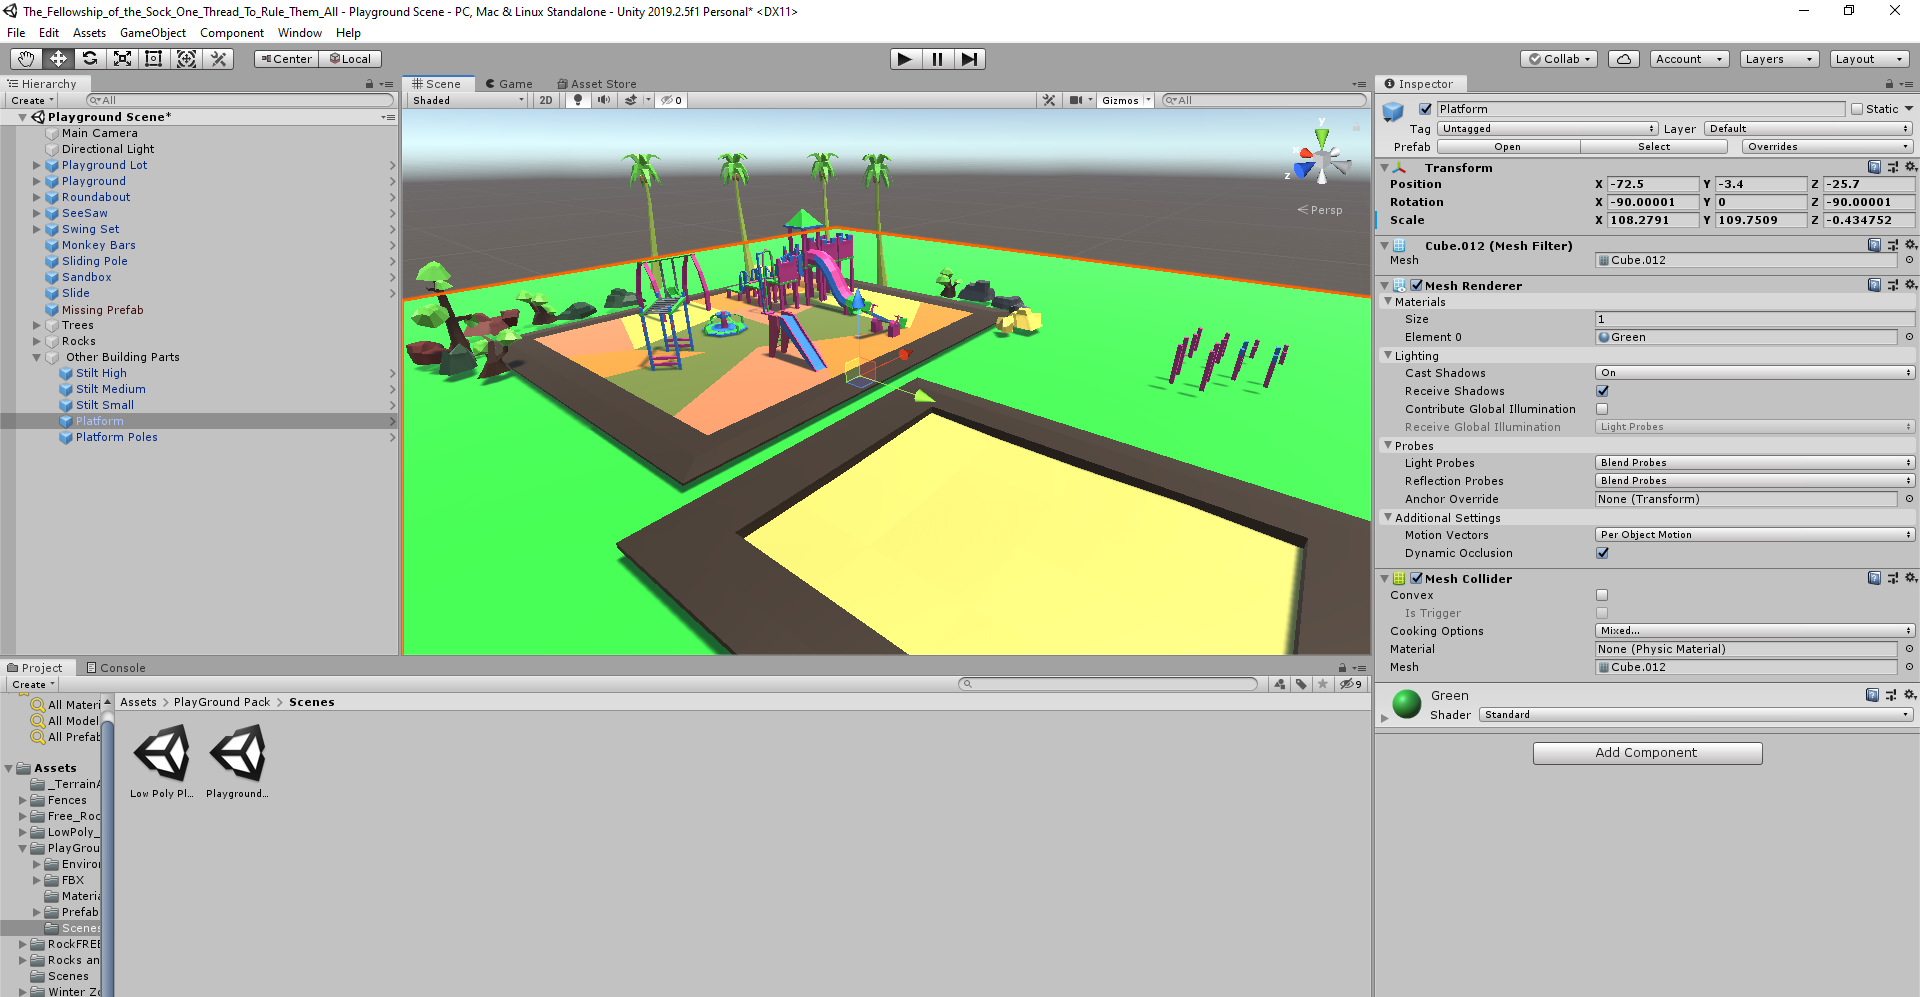 The_Fellowship_of_the_Sock_One_Thread_To_Rule_Them_All - Playground Scene - PC, Mac & Linux Standalone - Unity 2019.2.5f1 Personal* <DX11>
File Edit Assets GameObject Component Window Help
Center Local
Collab Account Layers Layout
Hierarchy
Create All
Playground Scene*
Main Camera
Directional Light
Playground Lot
Playground
Roundabout
SeeSaw
Swing Set
Monkey Bars
Sliding Pole
Sandbox
Slide
Missing Prefab
Trees
Rocks
Other Building Parts
Stilt High
Stilt Medium
Stilt Small
Platform
Platform Poles
Scene Game Asset Store
Shaded 2D 0 Gizmos All
y
x
z
Persp
Inspector
Platform Static
Tag Untagged Layer Default
Prefab Open Select Overrides
Transform
Position X -72.5 Y -3.4 Z -25.7
Rotation X -90.00001 Y 0 Z -90.00001
Scale X 108.2791 Y 109.7509 Z -0.434752
Cube.012 (Mesh Filter)
Mesh Cube.012
Mesh Renderer
Materials
Size 1
Element 0 Green
Lighting
Cast Shadows On
Receive Shadows
Contribute Global Illumination
Receive Global Illumination Light Probes
Probes
Light Probes Blend Probes
Reflection Probes Blend Probes
Anchor Override None (Transform)
Additional Settings
Motion Vectors Per Object Motion
Dynamic Occlusion
Mesh Collider
Convex
Is Trigger
Cooking Options Mixed...
Material None (Physic Material)
Mesh Cube.012
Green
Shader Standard
Add Component
Project Console
Create 9
All Materi
All Model
All Prefab
Assets
_TerrainA
Fences
Free_Roc
LowPoly_
PlayGrou
Enviro
FBX
Materia
Prefab
Scenes
RockFREE
Rocks an
Scenes
Winter Zo
Assets > PlayGround Pack > Scenes
Low Poly Pl... Playground...